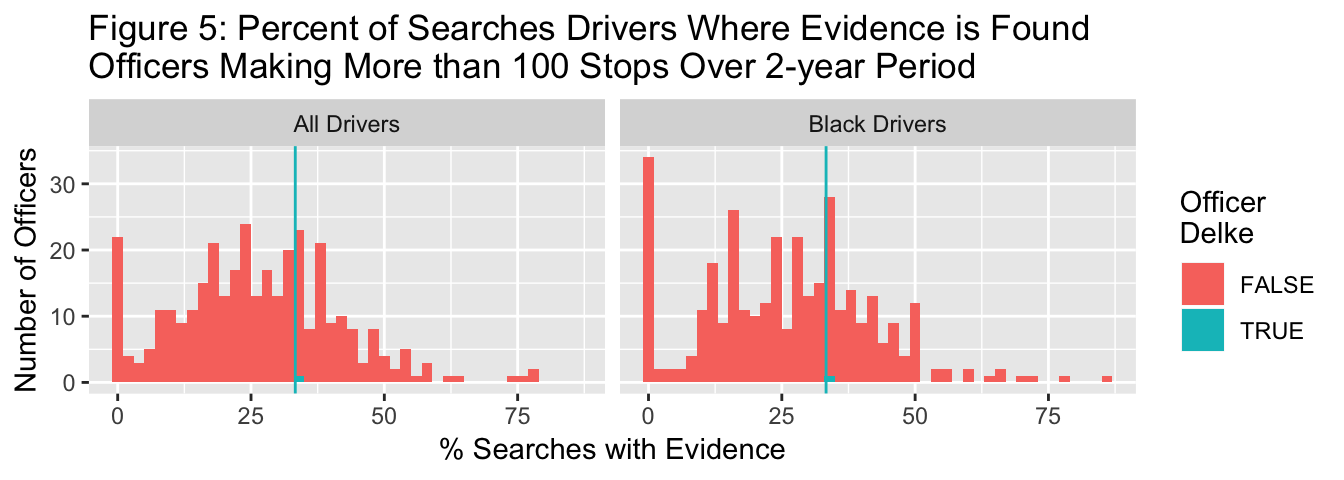 Figure 5: Percent of Searches Drivers Where Evidence is Found
Officers Making More than 100 Stops Over 2-year Period
All Drivers
Black Drivers
Number of Officers
30
20
10
0
0
25
50
75
0
25
50
75
% Searches with Evidence
Officer
Delke
FALSE
TRUE